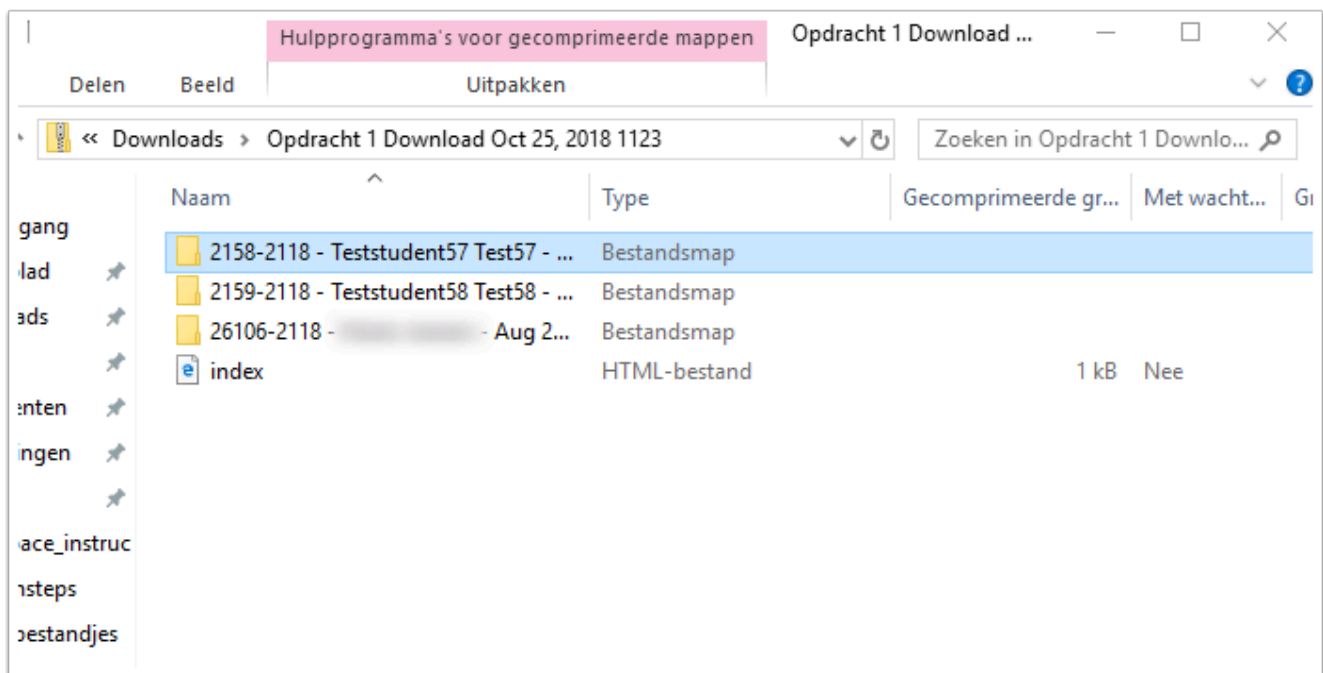 Hulpprogramma's voor gecomprimeerde mappen Opdracht 1 Download ...
Delen Beeld Uitpakken
« Downloads > Opdracht 1 Download Oct 25, 2018 1123 Zoeken in Opdracht 1 Downlo...
Naam Type Gecomprimeerde gr... Met wacht... Gr
gang
2158-2118 - Teststudent57 Test57 - ... Bestandsmap
lad
2159-2118 - Teststudent58 Test58 - ... Bestandsmap
ads
26106-2118 - - Aug 2... Bestandsmap
index HTML-bestand 1 kB Nee
enten
ingen
ace_instruc
nsteps
bestandjes